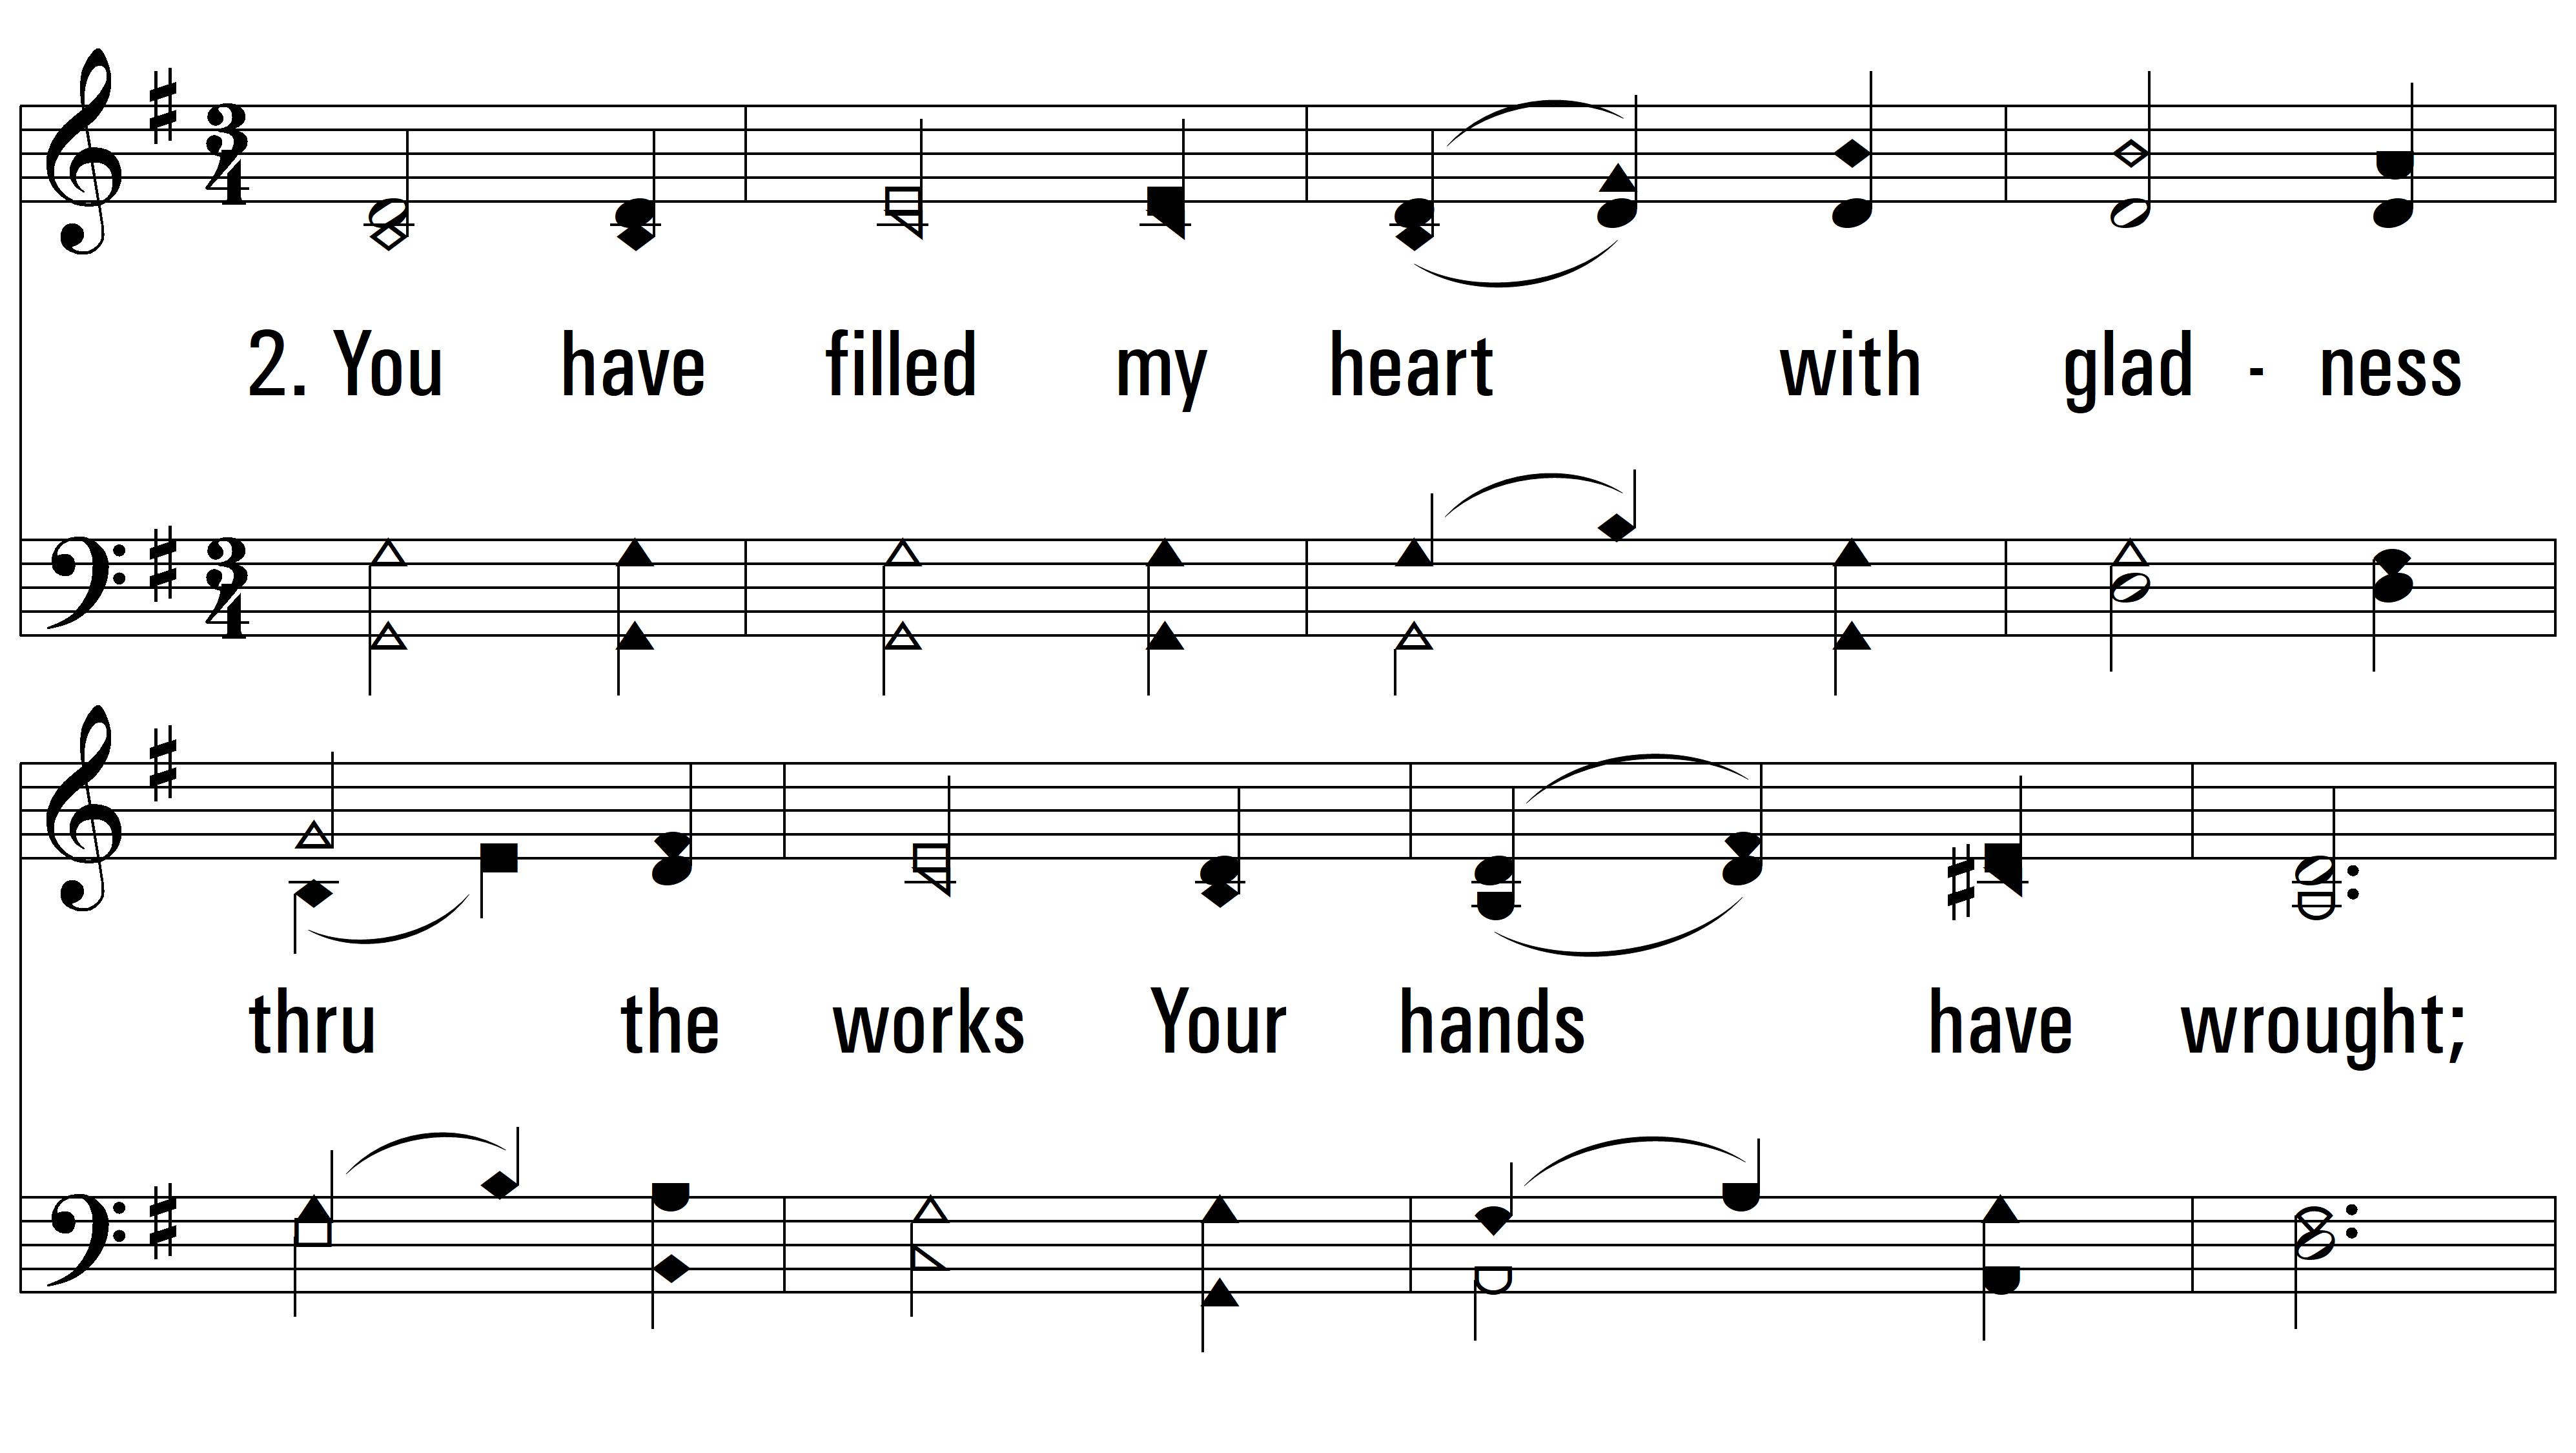 2. You have filled my heart with glad - ness
thru the works Your hands have wrought;